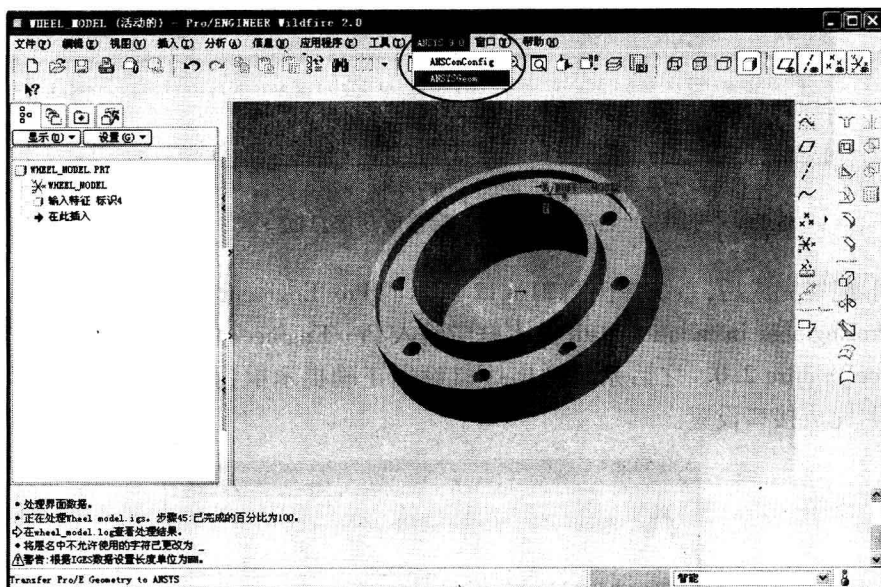 WHEEL_MODEL (活动的) - Pro/ENGINEER Wildfire 2.0
文件(F) 编辑(E) 视图(V) 插入(I) 分析(A) 信息(N) 应用程序(P) 工具(T) ANSYS 9.0 窗口(W) 帮助(H)
ANSConConfig
ANSYSGeom
显示(D) 设置(G)
WHEEL_MODEL.PRT
WHEEL_MODEL
输入特征 标识4
在此插入
• 处理界面数据。
• 正在处理Wheel model.igs。步骤45:已完成的百分比为100。
在wheel_model.log查看处理结果。
• 将层名中不允许使用的字符已更改为 _
警告:根据IGES数据设置长度单位为MM。
Transfer Pro/E Geometry to ANSYS
智能